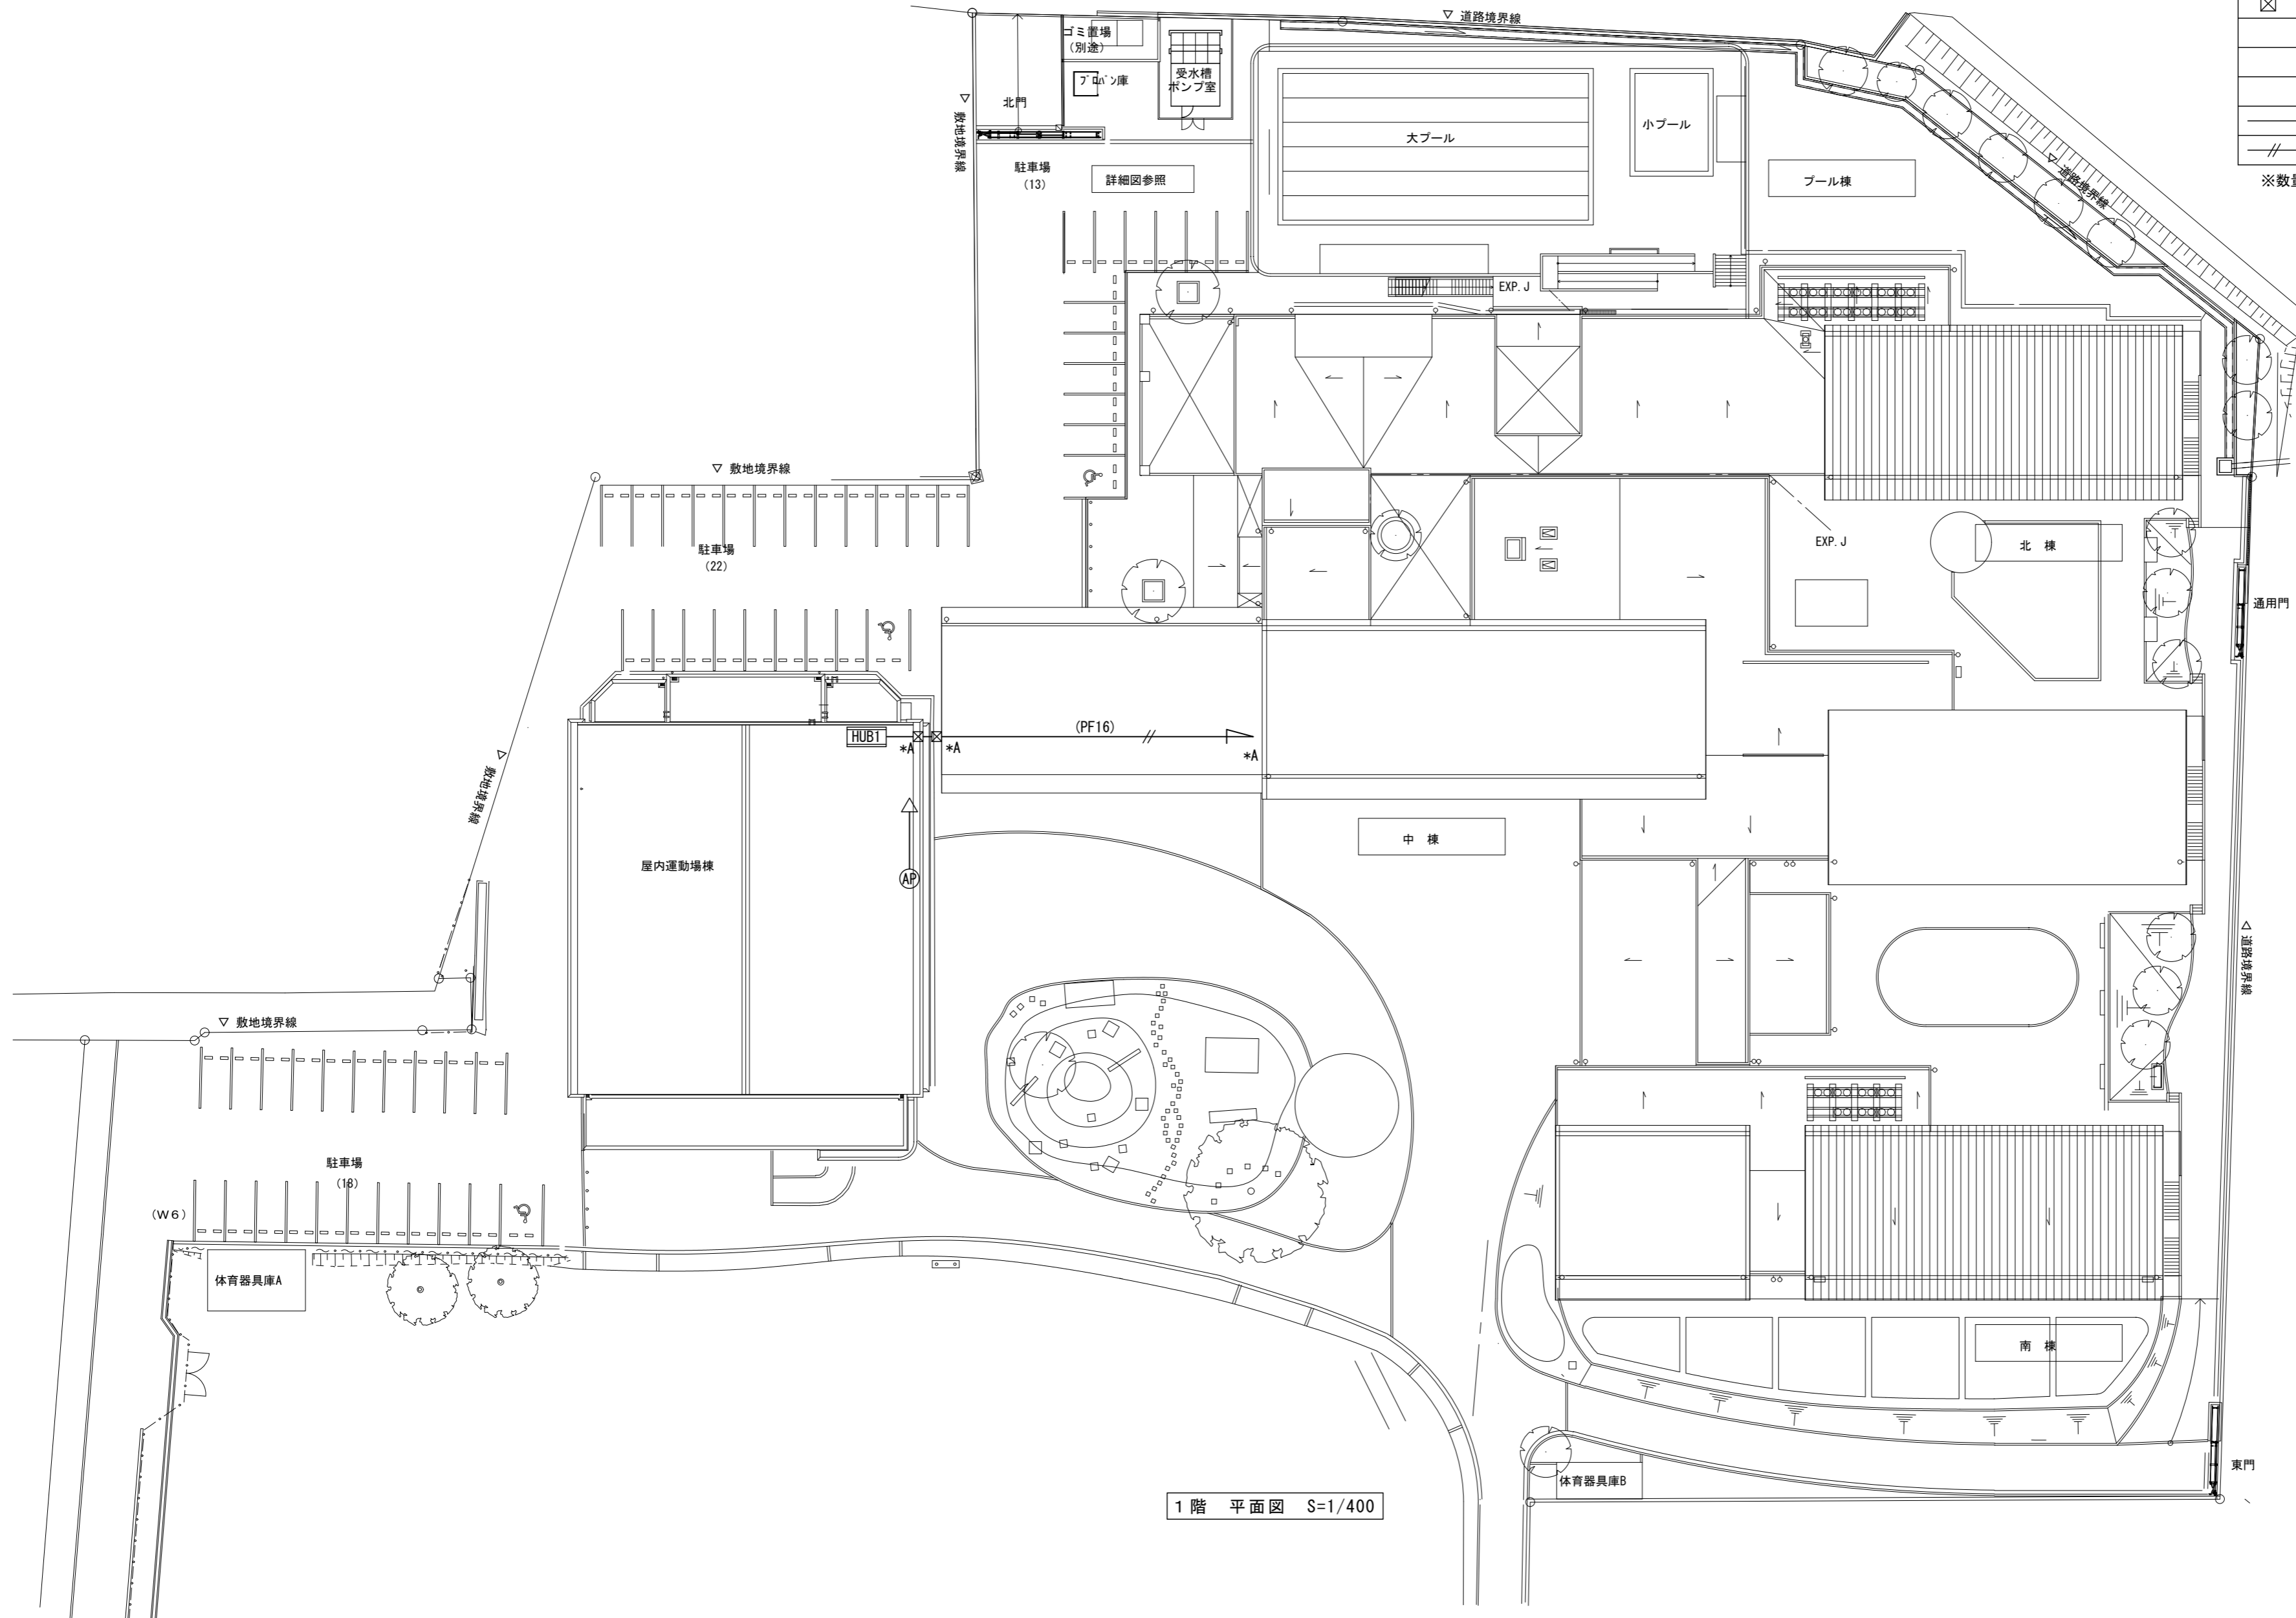 ▽ 道路境界線
ゴミ置場
(別途)
プロパン庫
受水槽
ポンプ室
北門
▽ 敷地境界線
大プール
小プール
駐車場
(13)
詳細図参照
プール棟
▽ 道路境界線
※数量
EXP.J
▽ 敷地境界線
駐車場
(22)
EXP.J
北 棟
通用門
HUB1
*A
*A
(PF16)
*A
▽ 敷地境界線
中 棟
屋内運動場棟
AP
▽ 道路境界線
▽ 敷地境界線
駐車場
(18)
(W6)
体育器具庫A
南 棟
東門
体育器具庫B
1階 平面図 S=1/400